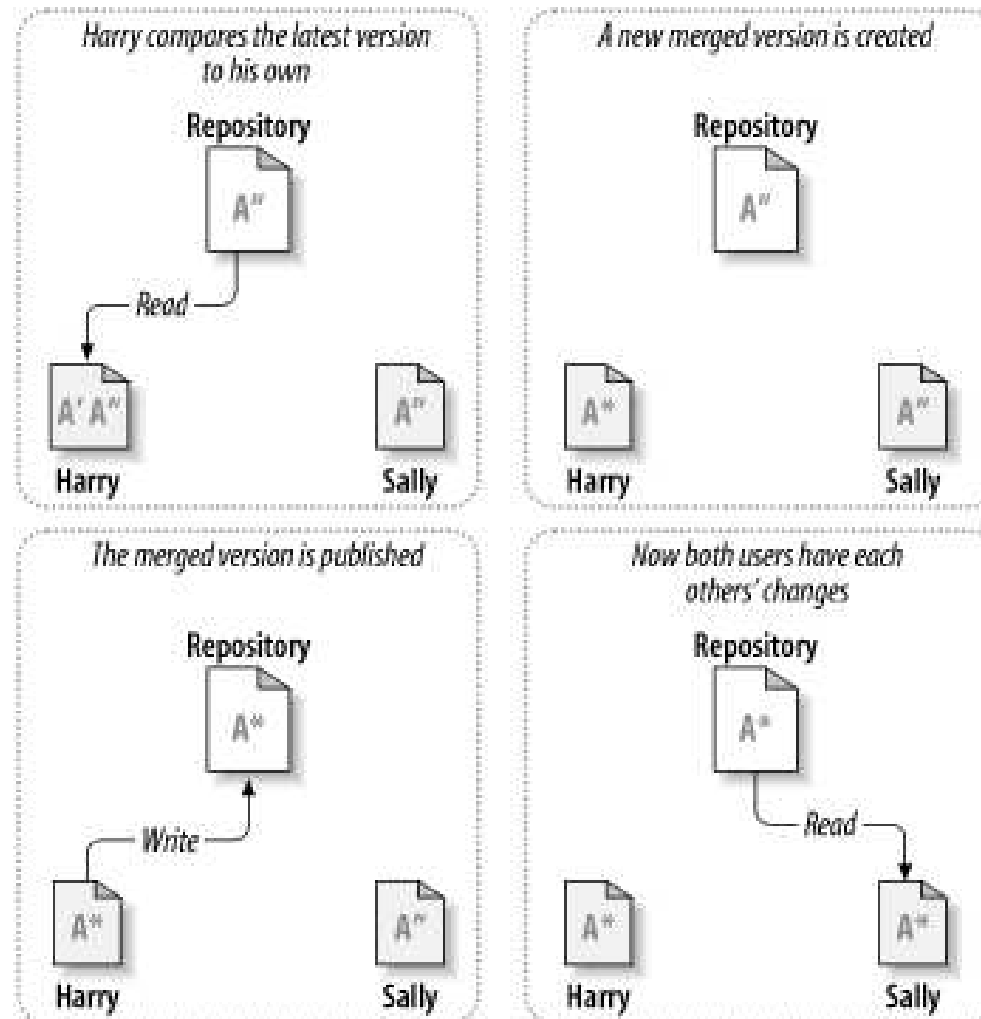 Harry compares the latest version
to his own
Repository
A"
Read
A' A"
A"
Harry
Sally
A new merged version is created
Repository
A"
A*
A"
Harry
Sally
The merged version is published
Repository
A*
Write
A*
A"
Harry
Sally
Now both users have each
others' changes
Repository
A*
Read
A*
A*
Harry
Sally